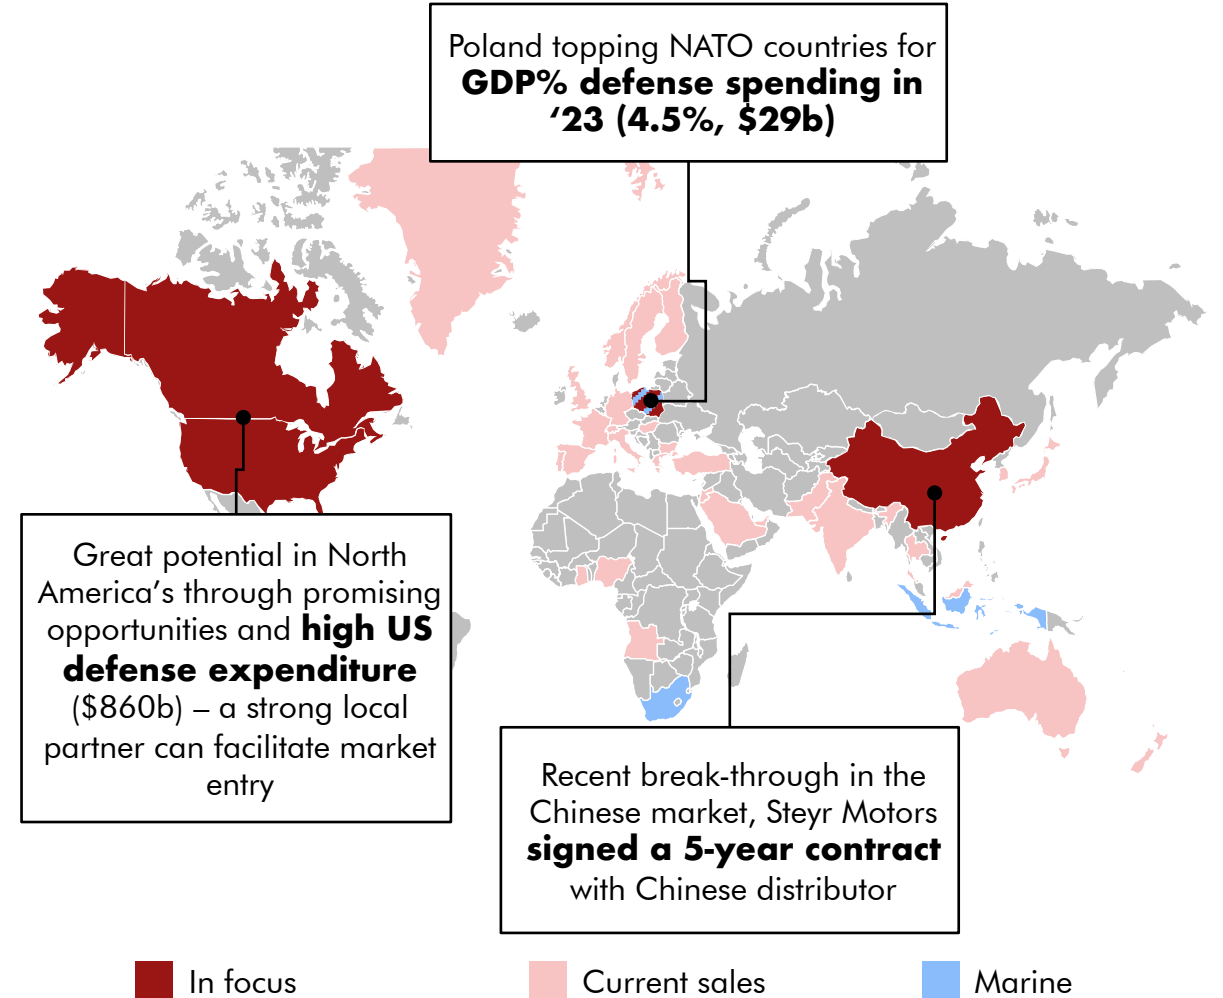 Poland topping NATO countries for
GDP% defense spending in
‘23 (4.5%, $29b)
Great potential in North
America’s through promising
opportunities and high US
defense expenditure
($860b) – a strong local
partner can facilitate market
entry
Recent break-through in the
Chinese market, Steyr Motors
signed a 5-year contract
with Chinese distributor
In focus
Current sales
Marine